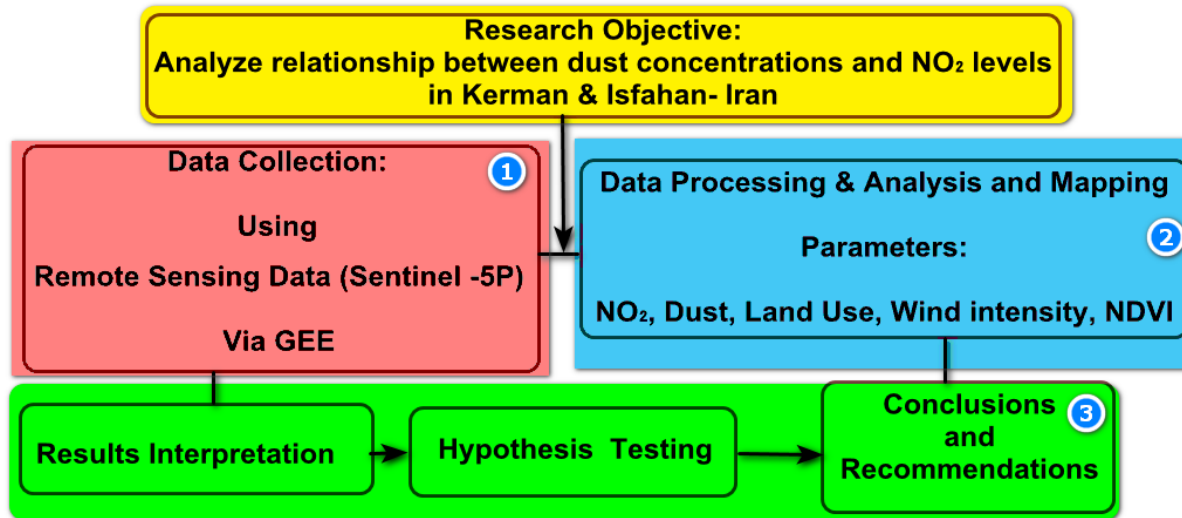 Research Objective:
Analyze relationship between dust concentrations and NO₂ levels
in Kerman & Isfahan- Iran
Data Collection:
1
Using
Remote Sensing Data (Sentinel -5P)
Via GEE
Data Processing & Analysis and Mapping
2
Parameters:
NO₂, Dust, Land Use, Wind intensity, NDVI
Results Interpretation
Hypothesis Testing
Conclusions
3
and
Recommendations